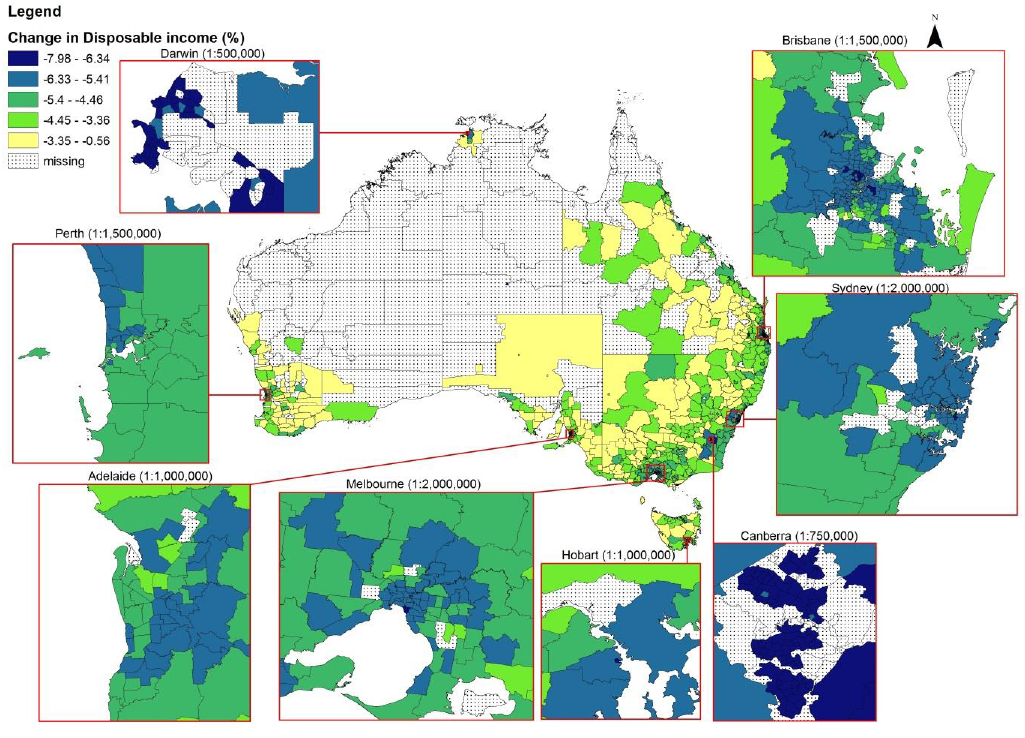 Legend
Change in Disposable income (%)
-7.98 - -6.34
-6.33 - -5.41
-5.4 - -4.46
-4.45 - -3.36
-3.35 - -0.56
missing
Darwin (1:500,000)
N
Brisbane (1:1,500,000)
Perth (1:1,500,000)
Sydney (1:2,000,000)
Adelaide (1:1,000,000)
Melbourne (1:2,000,000)
Hobart (1:1,000,000)
Canberra (1:750,000)